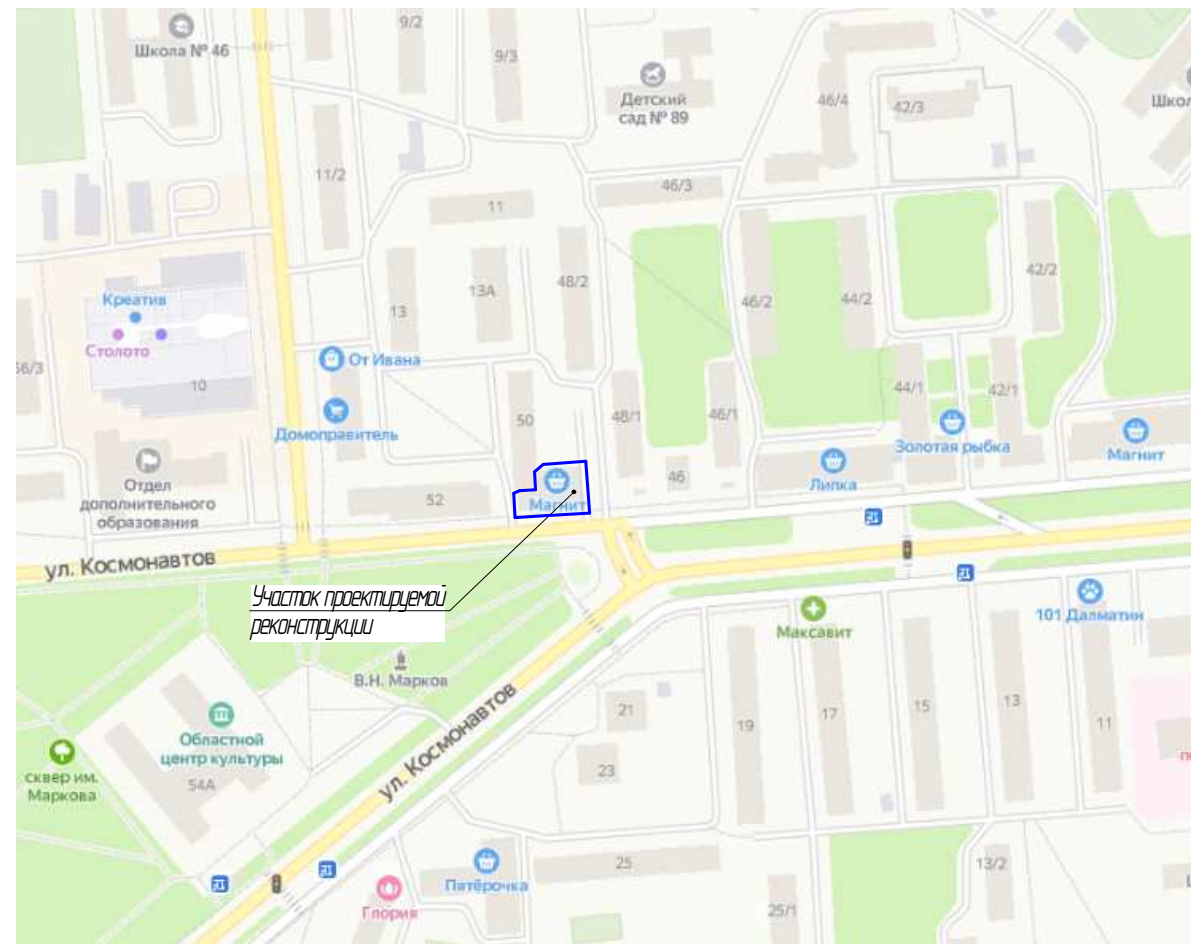 9/2
Школа № 46
9/3
Детский
сад № 89
46/4
42/3
11/2
46/3
11
48/2
42/2
13А
13
46/2
44/2
Креатив
Столото
От Ивана
56/3
10
44/1
42/1
50
48/1
46/1
Домоправитель
Золотая рыбка
Магнит
Отдел
дополнительного
образования
52
Магнит
46
Липка
ул. Космонавтов
Участок проектируемой
реконструкции
Максавит
101 Далматин
В.Н. Марков
21
19
17
15
13
11
Областной
центр культуры
54А
сквер им.
Маркова
ул. Космонавтов
23
25
13/2
Пятёрочка
Глория
25/1